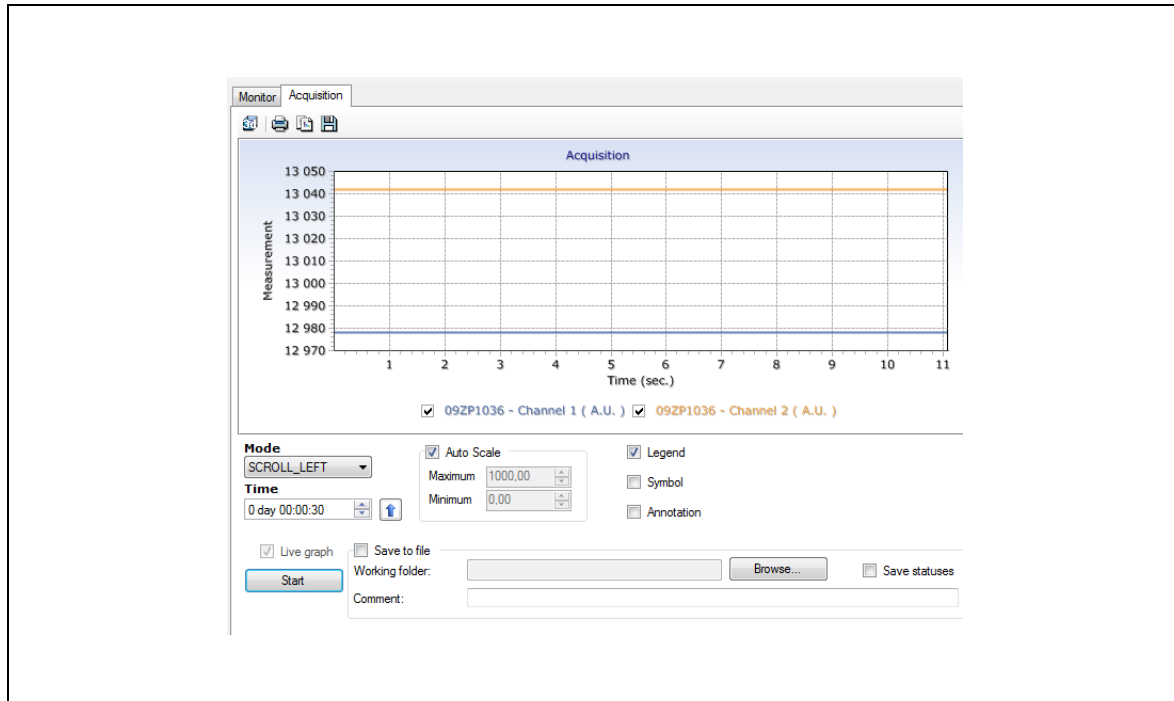 Monitor Acquisition
Acquisition
13 050
13 040
13 030
13 020
13 010
13 000
12 990
12 980
12 970
Measurement
1 2 3 4 5 6 7 8 9 10 11
Time (sec.)
09ZP1036 - Channel 1 ( A.U. ) 09ZP1036 - Channel 2 ( A.U. )
Mode
SCROLL_LEFT
Time
0 day 00:00:30
Auto Scale
Maximum 1000,00
Minimum 0,00
Legend
Symbol
Annotation
Live graph
Start
Save to file
Working folder: Browse... Save statuses
Comment: